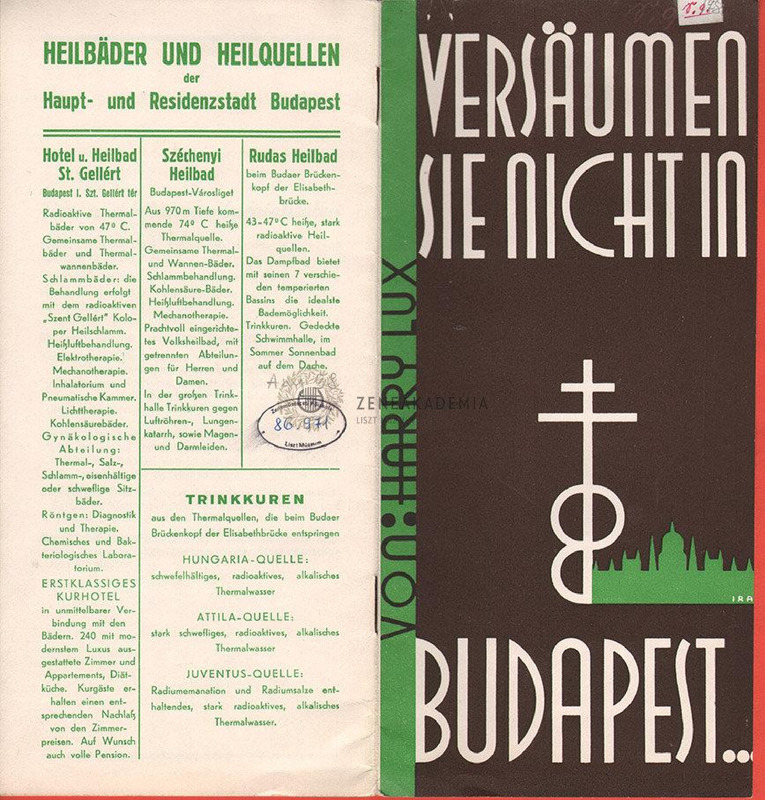 HEILBÄDER UND HEILQUELLEN
der
Haupt- und Residenzstadt Budapest
Hotel u. Heilbad
St. Gellért
Budapest I. Szt. Gellért tér
Radioaktive Thermal-
bäder von 47º C.
Gemeinsame Thermal-
bäder und Thermal-
wannenbäder.
Schlammbäder: die
Behandlung erfolgt
mit dem radioaktiven
„Szent Gellért" Kolo-
per Heilschlamm.
Heißluftbehandlung.
Elektrotherapie.
Mechanotherapie.
Inhalatorium und
Pneumatische Kammer.
Lichttherapie.
Kohlensäurebäder.
Gynäkologische
Abteilung:
Thermal-, Salz-,
Schlamm-, eisenhältige
oder schweflige Sitz-
bäder.
Röntgen: Diagnostik
und Therapie.
Chemisches und Bak-
teriologisches Labora-
torium.
ERSTKLASSIGES
KURHOTEL
in unmittelbarer Ver-
bindung mit den
Bädern. 240 mit mo-
dernstem Luxus aus-
gestattete Zimmer und
Appartements, Diät-
küche. Kurgäste er-
halten einen ent-
sprechenden Nachlaß
von den Zimmer-
preisen. Auf Wunsch
auch volle Pension.
Széchenyi
Heilbad
Budapest-Városliget
Aus 970 m Tiefe kom-
mende 74º C heiße
Thermalquelle.
Gemeinsame Thermal-
und Wannen-Bäder.
Schlammbehandlung.
Kohlensäure-Bäder.
Heißluftbehandlung.
Mechanotherapie.
Prachtvoll eingerichte-
tes Volksheilbad, mit
getrennten Abteilun-
gen für Herren und
Damen.
In der großen Trink-
halle Trinkkuren gegen
Luftröhren-, Lungen-
katarrh, sowie Magen-
und Darmleiden.
Rudas Heilbad
beim Budaer Brücken-
kopf der Elisabeth-
brücke.
43–47º C heiße, stark
radioaktive Heil-
quellen.
Das Dampfbad bietet
mit seinen 7 verschie-
den temperierten
Bassins die idealste
Bademöglichkeit.
Trinkkuren. Gedeckte
Schwimmhalle, im
Sommer Sonnenbad
auf dem Dache.
86.971
Liszt Múzeum
TRINKKUREN
aus den Thermalquellen, die beim Budaer
Brückenkopf der Elisabethbrücke entspringen
HUNGARIA-QUELLE:
schwefelhältiges, radioaktives, alkalisches
Thermalwasser
ATTILA-QUELLE:
stark schwefliges, radioaktives, alkalisches
Thermalwasser
JUVENTUS-QUELLE:
Radiumemanation und Radiumsalze ent-
haltendes, stark radioaktives, alkalisches
Thermalwasser.
ZENEAKADEMIA
LISZT
VON: HARRY LUX
VERSÄUMEN
SIE NICHT IN
IRA
BUDAPEST...